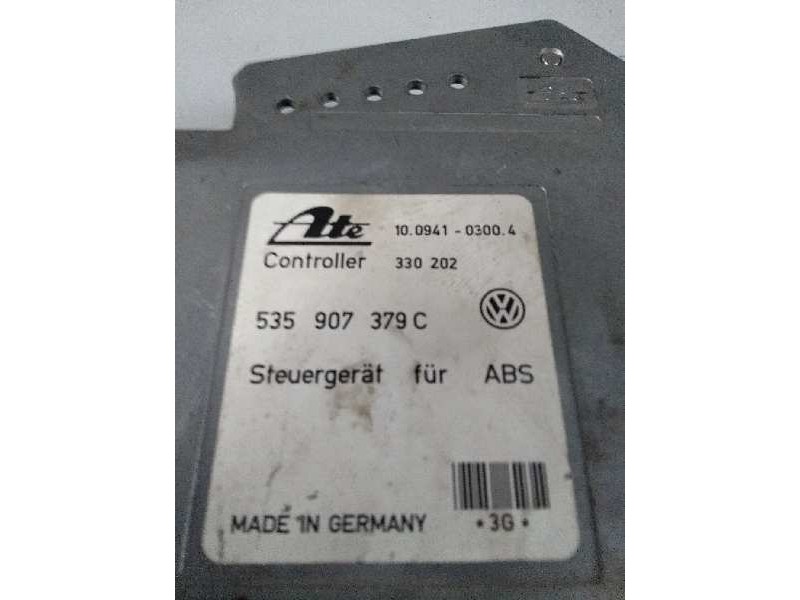 Ate 10.0941-0300.4
Controller 330 202
535 907 379 C
Steuergerät für ABS
MADE IN GERMANY *3G*